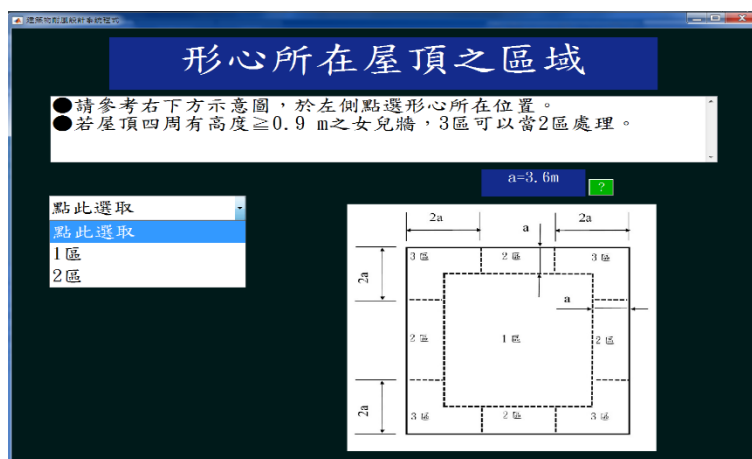 建築物耐風設計系統程式
形心所在屋頂之區域
●請參考右下方示意圖，於左側點選形心所在位置。
●若屋頂四周有高度≧0.9 m之女兒牆，3區可以當2區處理。
a=3.6m
?
點此選取
點此選取
1區
2區
2a
2a
a
3 區
2 區
3 區
2a
a
2 區
1 區
2 區
2a
3 區
2 區
3 區